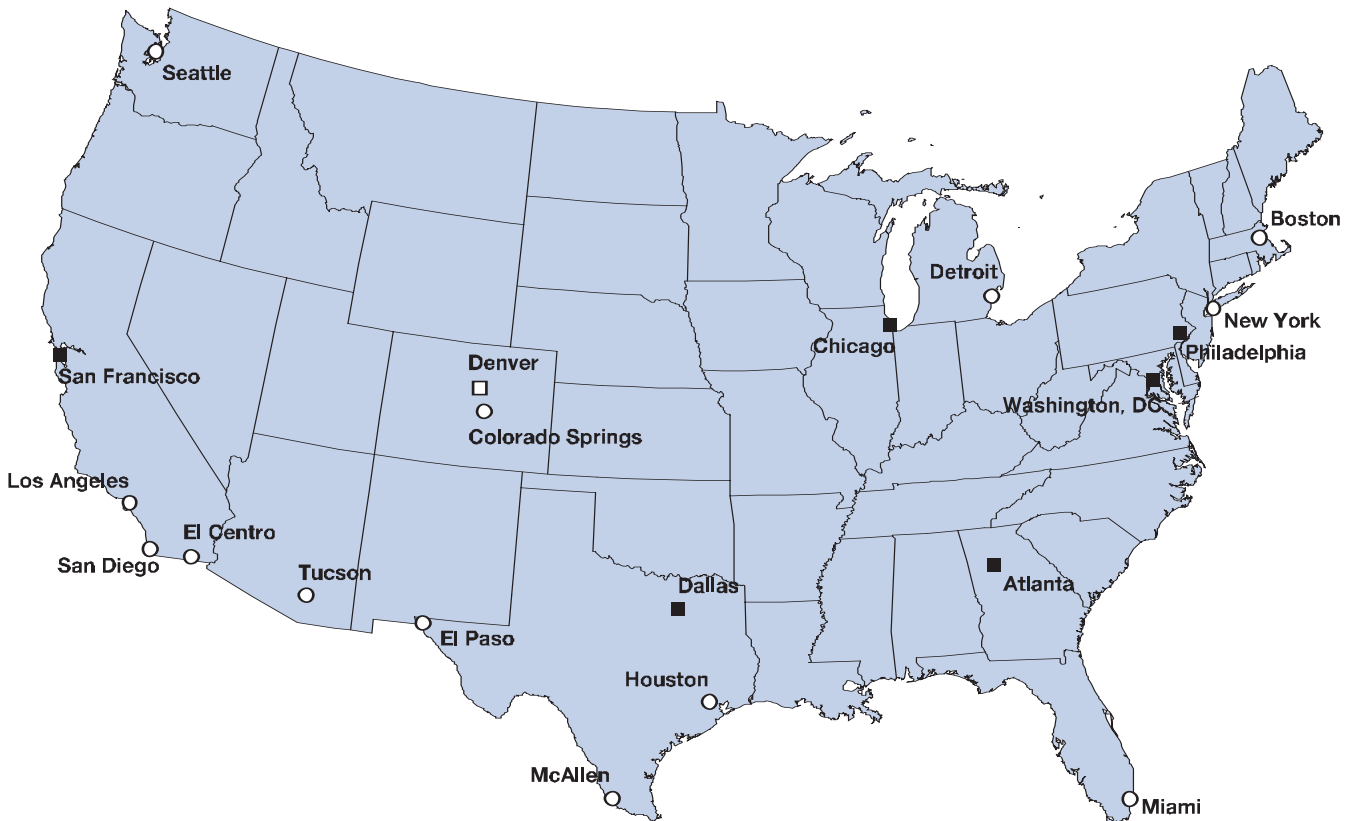 Seattle
Boston
Detroit
New York
Chicago
Philadelphia
Denver
San Francisco
Washington, DC
Colorado Springs
Los Angeles
El Centro
San Diego
Tucson
Dallas
Atlanta
El Paso
Houston
McAllen
Miami